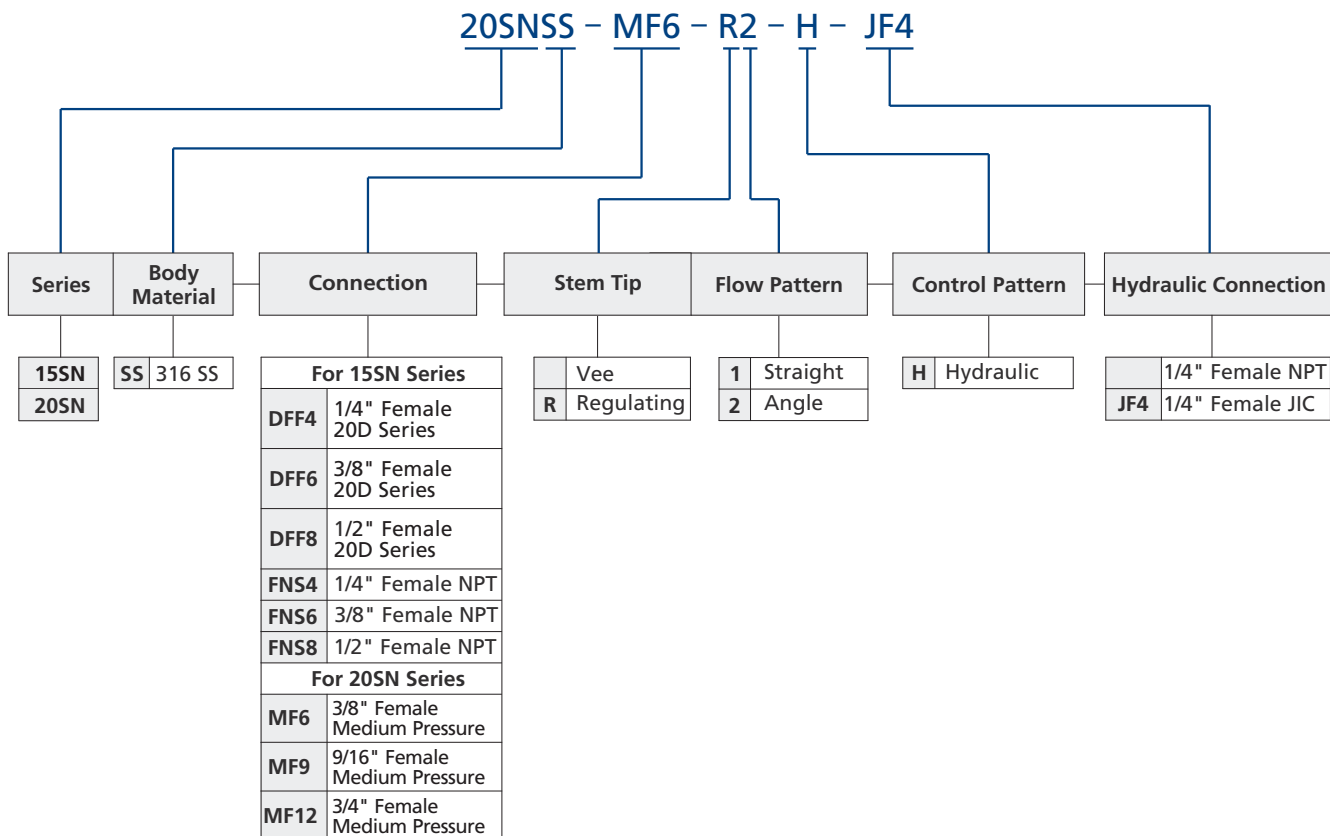 20SNSS – MF6 – R2 – H – JF4
Series
Body
Material
Connection
Stem Tip
Flow Pattern
Control Pattern
Hydraulic Connection
15SN
20SN
SS 316 SS
For 15SN Series
DFF4 1/4" Female
20D Series
DFF6 3/8" Female
20D Series
DFF8 1/2" Female
20D Series
FNS4 1/4" Female NPT
FNS6 3/8" Female NPT
FNS8 1/2" Female NPT
For 20SN Series
MF6 3/8" Female
Medium Pressure
MF9 9/16" Female
Medium Pressure
MF12 3/4" Female
Medium Pressure
Vee
R Regulating
1 Straight
2 Angle
H Hydraulic
1/4" Female NPT
JF4 1/4" Female JIC